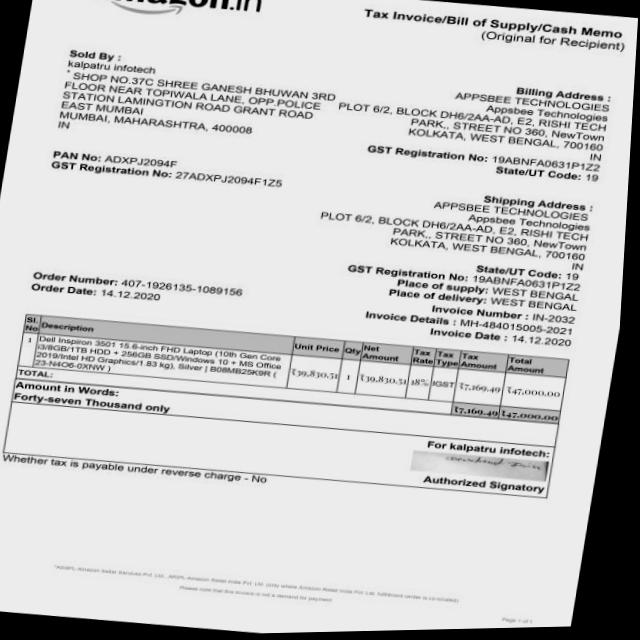 amazon.in
Tax Invoice/Bill of Supply/Cash Memo
(Original for Recipient)
Sold By :
kalpatru infotech
* SHOP NO.37C SHREE GANESH BHUWAN 3RD
FLOOR NEAR TOPIWALA LANE, OPP.POLICE
STATION LAMINGTION ROAD GRANT ROAD
EAST MUMBAI
MUMBAI, MAHARASHTRA, 400008
IN
PAN No: ADXPJ2094F
GST Registration No: 27ADXPJ2094F1Z5
Billing Address :
APPSBEE TECHNOLOGIES
Appsbee Technologies
PLOT 6/2, BLOCK DH6/2AA-AD, E2, RISHI TECH
PARK,, STREET NO 360, NewTown
KOLKATA, WEST BENGAL, 700160
IN
GST Registration No: 19ABNFA0631P1Z2
State/UT Code: 19
Shipping Address :
APPSBEE TECHNOLOGIES
Appsbee Technologies
PLOT 6/2, BLOCK DH6/2AA-AD, E2, RISHI TECH
PARK,, STREET NO 360, NewTown
KOLKATA, WEST BENGAL, 700160
IN
State/UT Code: 19
GST Registration No: 19ABNFA0631P1Z2
Place of supply: WEST BENGAL
Place of delivery: WEST BENGAL
Order Number: 407-1926135-1089156
Order Date: 14.12.2020
Invoice Number : IN-2032
Invoice Details : MH-484015005-2021
Invoice Date : 14.12.2020
Sl. No Description Unit Price Qty Net Amount Tax Rate Tax Type Tax Amount Total Amount
1 Dell Inspiron 3501 15.6-inch FHD Laptop (10th Gen Core ₹39,830.51 1 ₹39,830.51 18% IGST ₹7,169.49 ₹47,000.00
i3/8GB/1TB HDD + 256GB SSD/Windows 10 + MS Office
2019/Intel HD Graphics/1.83 kg), Silver | B08MB25K9R (
23-N4O6-0XNW )
TOTAL: ₹7,169.49 ₹47,000.00
Amount in Words:
Forty-seven Thousand only
For kalpatru infotech:
Authorized Signatory
Whether tax is payable under reverse charge - No
Please note that this invoice is not a demand for payment
Page 1 of 1